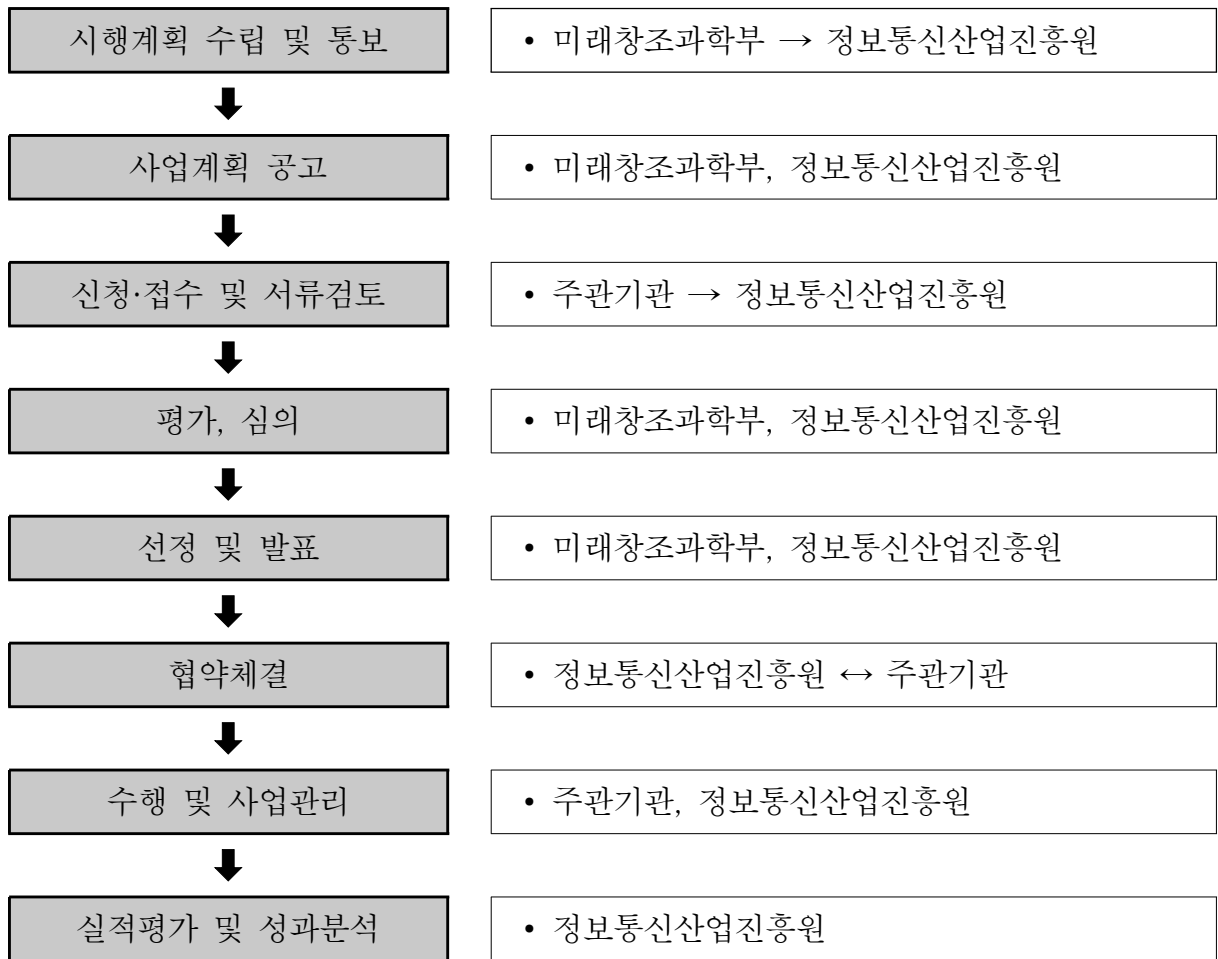 시행계획 수립 및 통보
• 미래창조과학부 → 정보통신산업진흥원
사업계획 공고
• 미래창조과학부, 정보통신산업진흥원
신청·접수 및 서류검토
• 주관기관 → 정보통신산업진흥원
평가, 심의
• 미래창조과학부, 정보통신산업진흥원
선정 및 발표
• 미래창조과학부, 정보통신산업진흥원
협약체결
• 정보통신산업진흥원 ↔ 주관기관
수행 및 사업관리
• 주관기관, 정보통신산업진흥원
실적평가 및 성과분석
• 정보통신산업진흥원